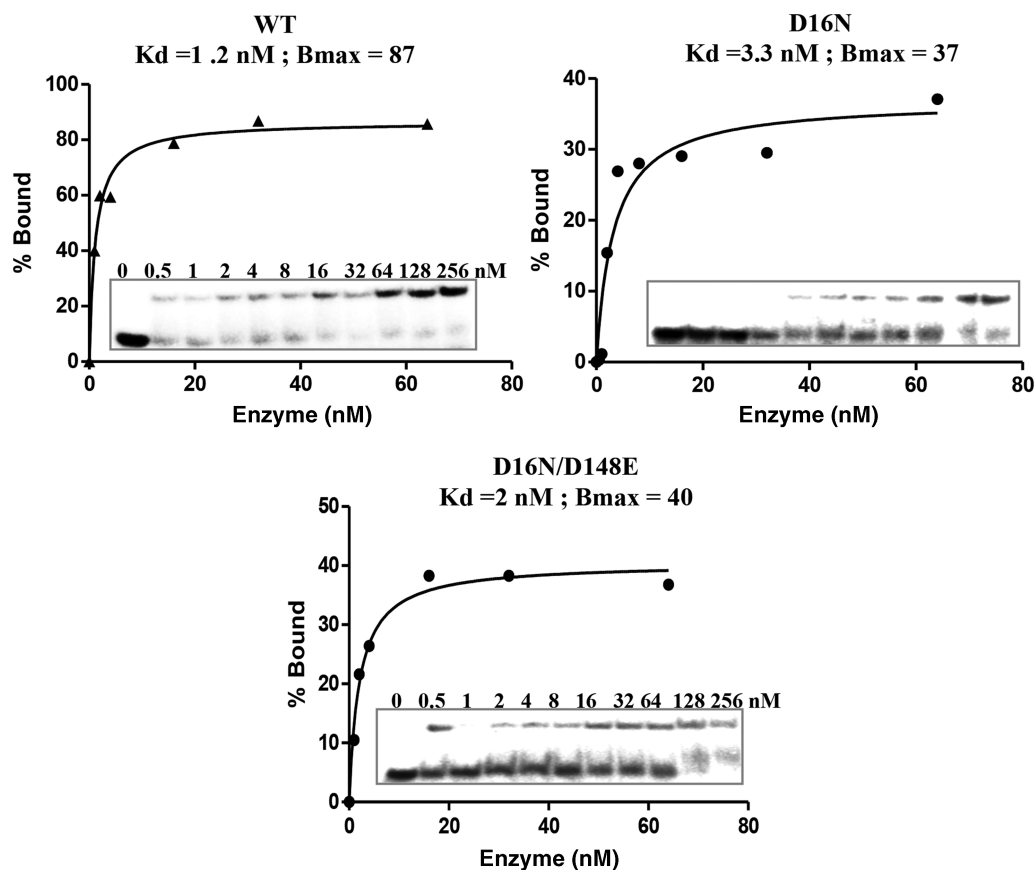 WT
Kd =1 .2 nM ; Bmax = 87
100
80
60
40
20
0
% Bound
0 0.5 1 2 4 8 16 32 64 128 256 nM
0 20 40 60 80
Enzyme (nM)
D16N
Kd =3.3 nM ; Bmax = 37
40
30
20
10
0
% Bound
0 20 40 60 80
Enzyme (nM)
D16N/D148E
Kd =2 nM ; Bmax = 40
50
40
30
20
10
0
% Bound
0 0.5 1 2 4 8 16 32 64 128 256 nM
0 20 40 60 80
Enzyme (nM)